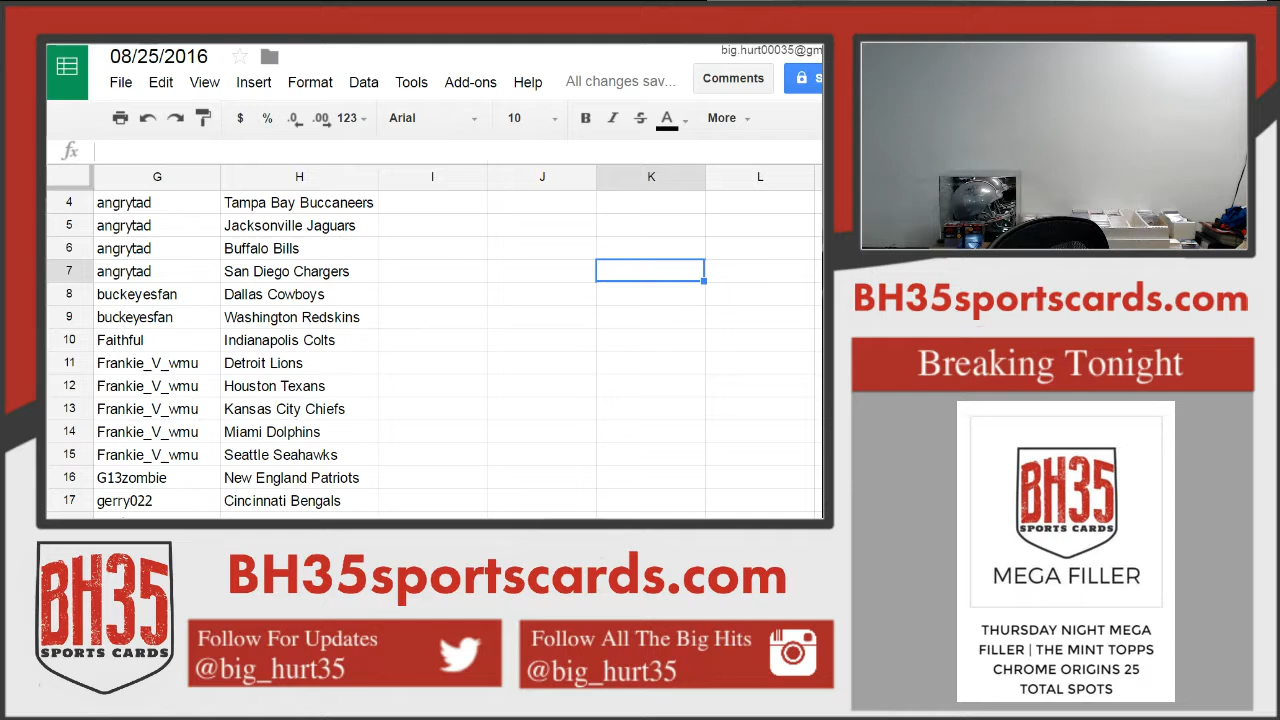 08/25/2016
big.hurt00035@gm
File Edit View Insert Format Data Tools Add-ons Help All changes sav... Comments S
$ % .0 .00 123 Arial 10 B I S A More
fx
G H I J K L
4 angrytad Tampa Bay Buccaneers
5 angrytad Jacksonville Jaguars
6 angrytad Buffalo Bills
7 angrytad San Diego Chargers
8 buckeyesfan Dallas Cowboys
9 buckeyesfan Washington Redskins
10 Faithful Indianapolis Colts
11 Frankie_V_wmu Detroit Lions
12 Frankie_V_wmu Houston Texans
13 Frankie_V_wmu Kansas City Chiefs
14 Frankie_V_wmu Miami Dolphins
15 Frankie_V_wmu Seattle Seahawks
16 G13zombie New England Patriots
17 gerry022 Cincinnati Bengals
BH35sportscards.com
Breaking Tonight
BH35
SPORTS CARDS
MEGA FILLER
THURSDAY NIGHT MEGA
FILLER | THE MINT TOPPS
CHROME ORIGINS 25
TOTAL SPOTS
BH35
SPORTS CARDS
BH35sportscards.com
Follow For Updates
@big_hurt35
Follow All The Big Hits
@big_hurt35